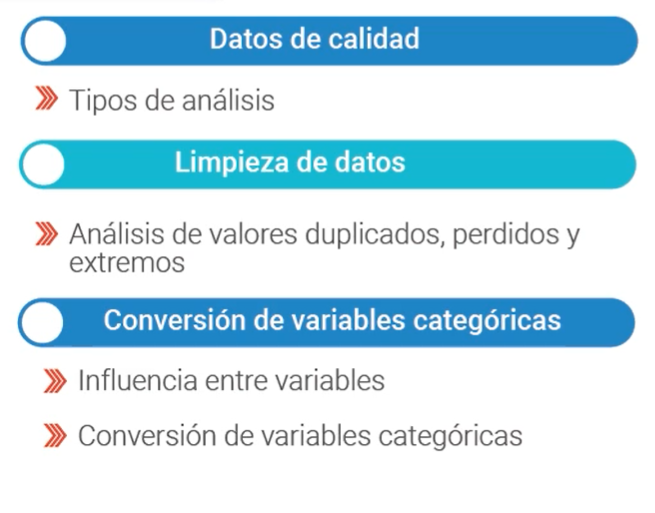 Datos de calidad
Tipos de análisis
Limpieza de datos
Análisis de valores duplicados, perdidos y
extremos
Conversión de variables categóricas
Influencia entre variables
Conversión de variables categóricas